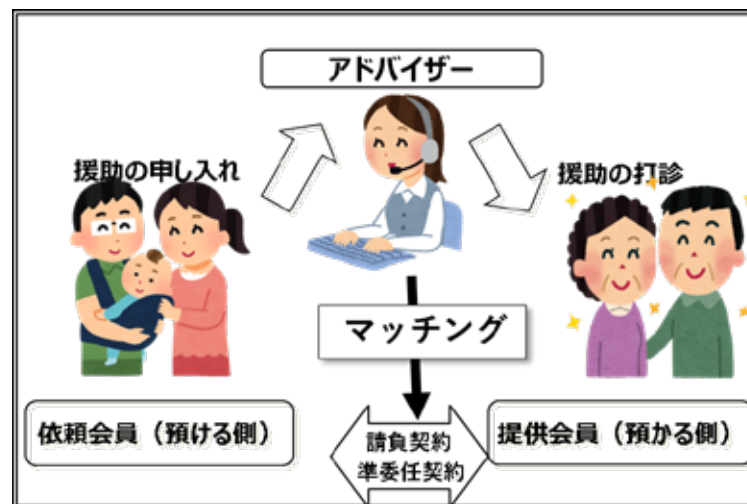 アドバイザー
援助の申し入れ
援助の打診
マッチング
依頼会員（預ける側）
請負契約
準委任契約
提供会員（預かる側）